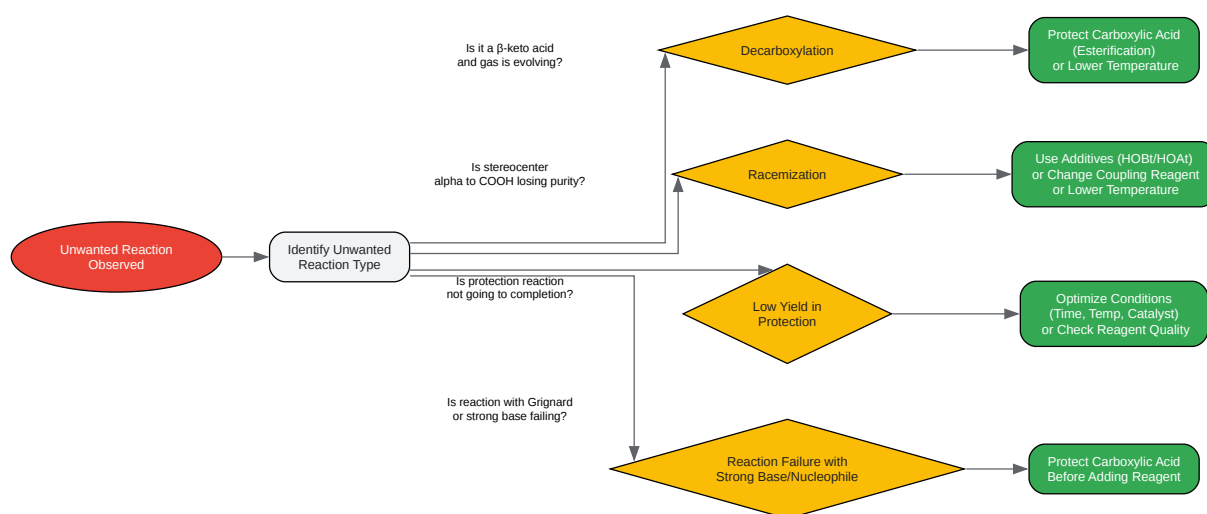 Is it a β-keto acid
and gas is evolving?
Decarboxylation
Protect Carboxylic Acid
(Esterification)
or Lower Temperature
Is stereocenter
alpha to COOH losing purity?
Racemization
Use Additives (HOBt/HOAt)
or Change Coupling Reagent
or Lower Temperature
Unwanted Reaction
Observed
Identify Unwanted
Reaction Type
Is protection reaction
not going to completion?
Low Yield in
Protection
Optimize Conditions
(Time, Temp, Catalyst)
or Check Reagent Quality
Is reaction with Grignard
or strong base failing?
Reaction Failure with
Strong Base/Nucleophile
Protect Carboxylic Acid
Before Adding Reagent